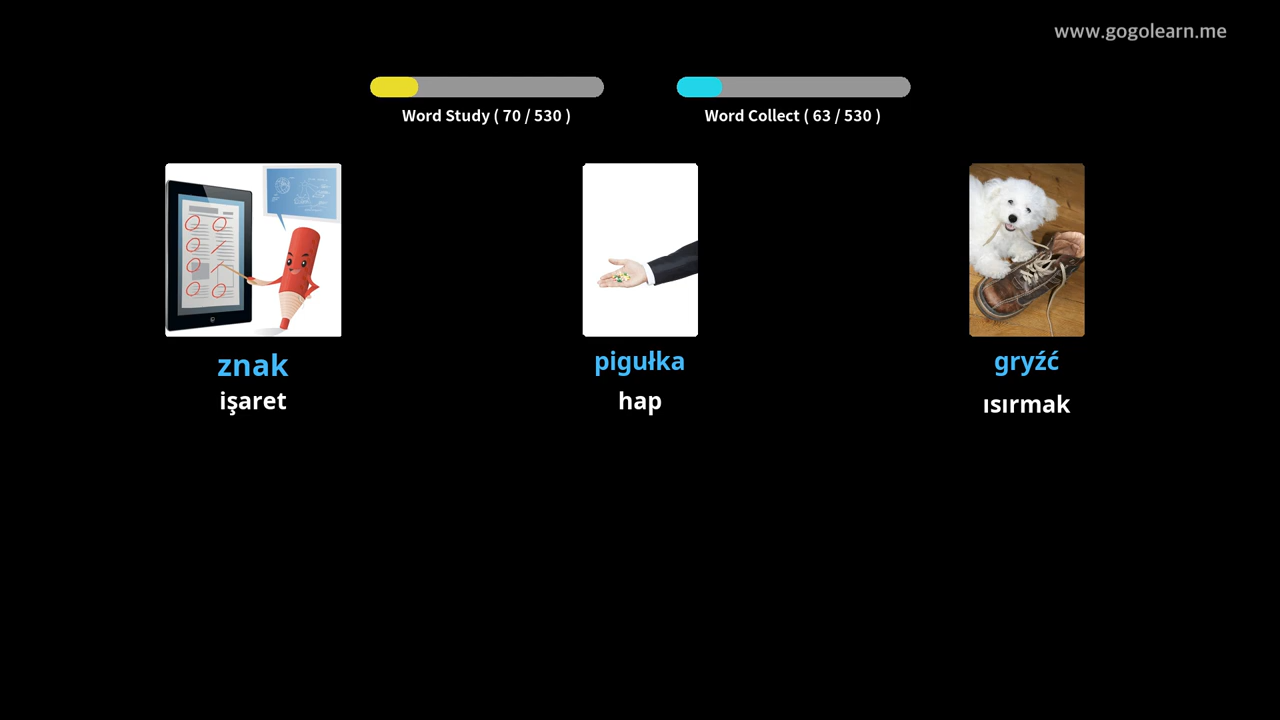 www.gogolearn.me
Word Study ( 70 / 530 )
Word Collect ( 63 / 530 )
znak
işaret
pigułka
hap
gryźć
ısırmak